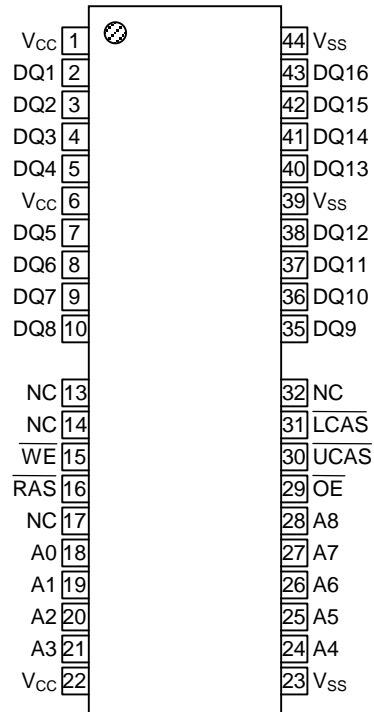 VCC 1 44 VSS
DQ1 2 43 DQ16
DQ2 3 42 DQ15
DQ3 4 41 DQ14
DQ4 5 40 DQ13
VCC 6 39 VSS
DQ5 7 38 DQ12
DQ6 8 37 DQ11
DQ7 9 36 DQ10
DQ8 10 35 DQ9
NC 13 32 NC
NC 14 31 LCAS
WE 15 30 UCAS
RAS 16 29 OE
NC 17 28 A8
A0 18 27 A7
A1 19 26 A6
A2 20 25 A5
A3 21 24 A4
VCC 22 23 VSS